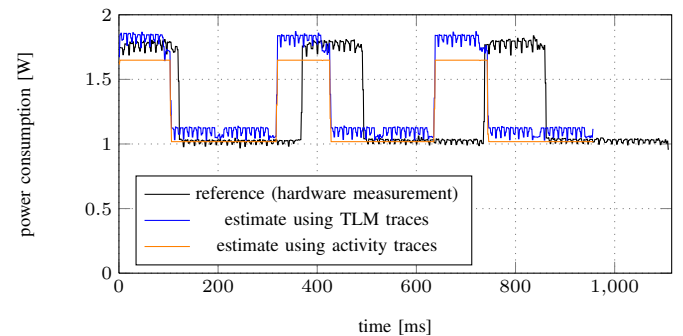 2
power consumption [W]
1.5
1
0.5
0
reference (hardware measurement)
estimate using TLM traces
estimate using activity traces
0 200 400 600 800 1,000
time [ms]